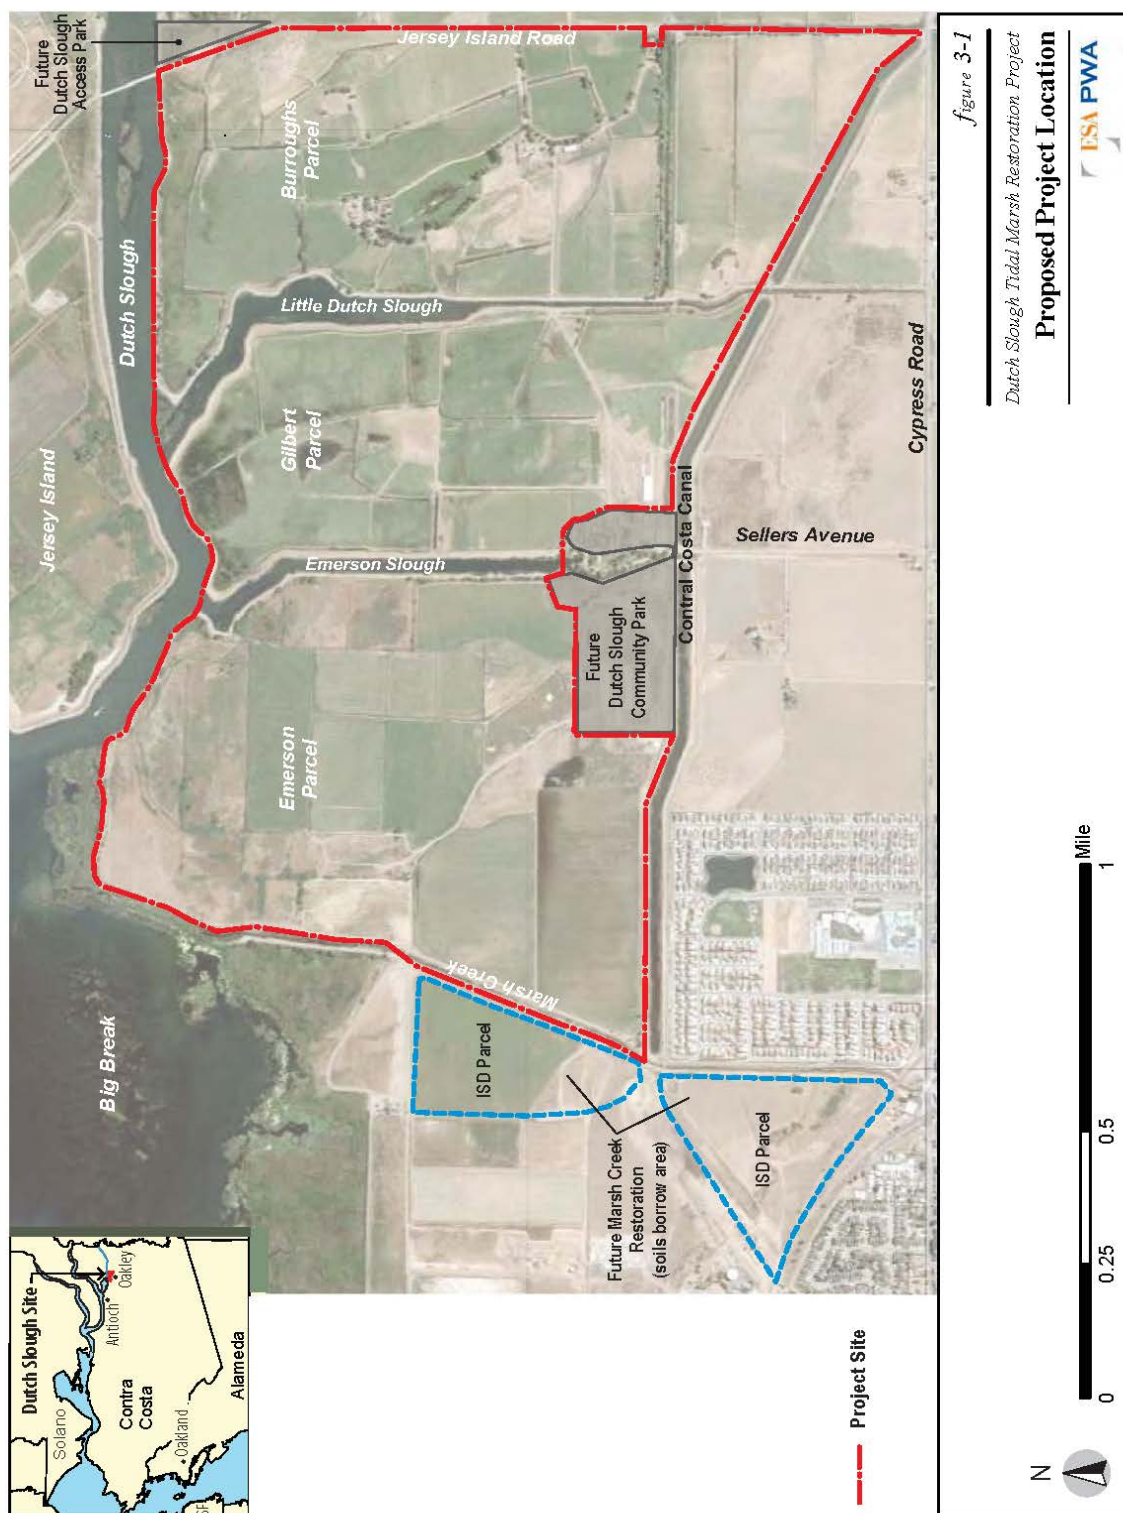 Dutch Slough Site
Solano
Antioch
Oakley
Contra
Costa
Oakland
Alameda
SF
Jersey Island
Big Break
Dutch Slough
Future
Dutch Slough
Access Park
Jersey Island Road
Burroughs
Parcel
Little Dutch Slough
Gilbert
Parcel
Emerson Slough
Emerson
Parcel
Marsh Creek
ISD Parcel
Future Marsh Creek
Restoration
(soils borrow area)
ISD Parcel
Future
Dutch Slough
Community Park
Contral Costa Canal
Sellers Avenue
Cypress Road
Project Site
N
0
0.25
0.5
1
Mile
figure 3-1
Dutch Slough Tidal Marsh Restoration Project
Proposed Project Location
ESA PWA